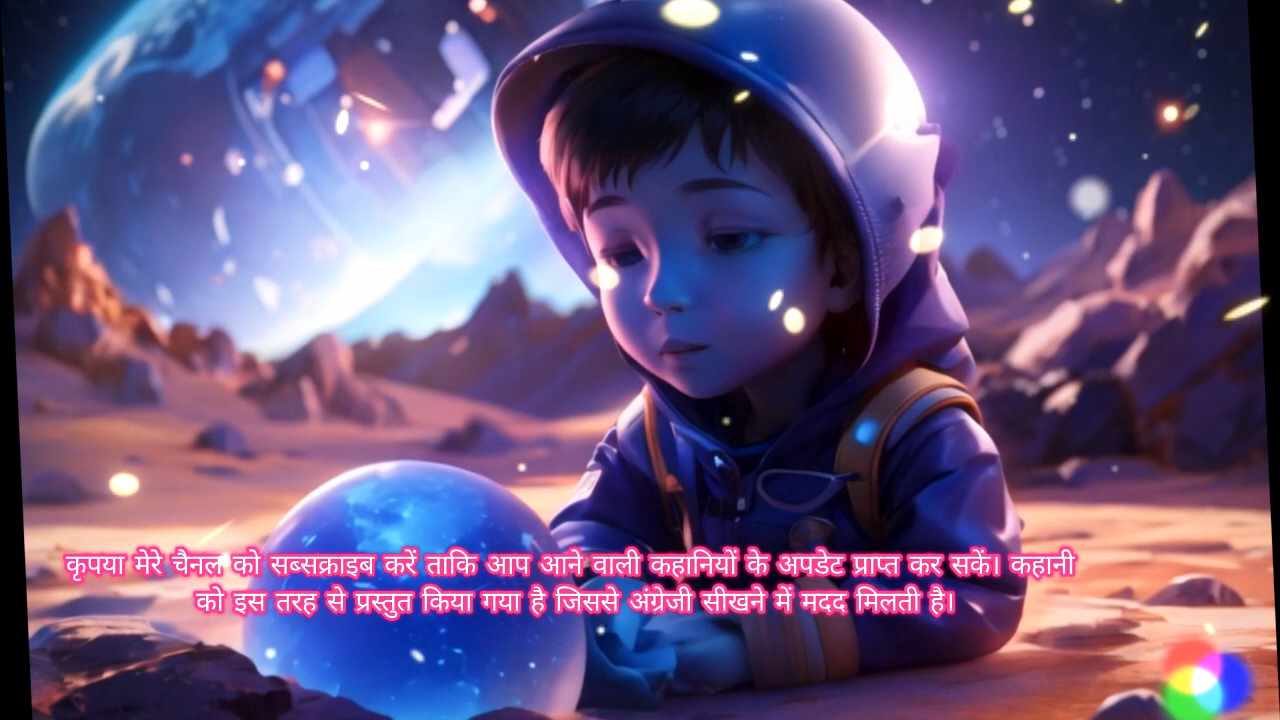 कृपया मेरे चैनल को सब्सक्राइब करें ताकि आप आने वाली कहानियों के अपडेट प्राप्त कर सकें। कहानी
को इस तरह से प्रस्तुत किया गया है जिससे अंग्रेजी सीखने में मदद मिलती है।